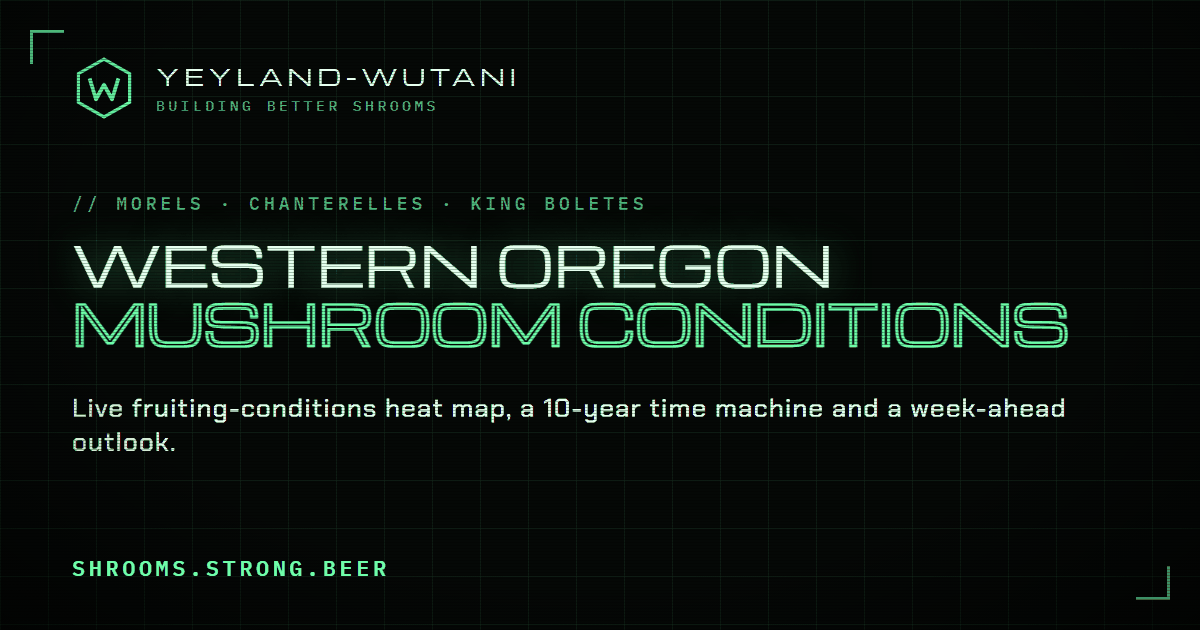 W
YEYLAND-WUTANI
BUILDING BETTER SHROOMS
// MORELS · CHANTERELLES · KING BOLETES
WESTERN OREGON
MUSHROOM CONDITIONS
Live fruiting-conditions heat map, a 10-year time machine and a week-ahead
outlook.
SHROOMS.STRONG.BEER